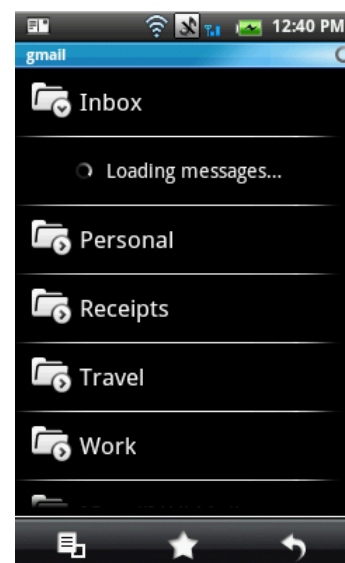 12:40 PM
gmail
Inbox
Loading messages...
Personal
Receipts
Travel
Work